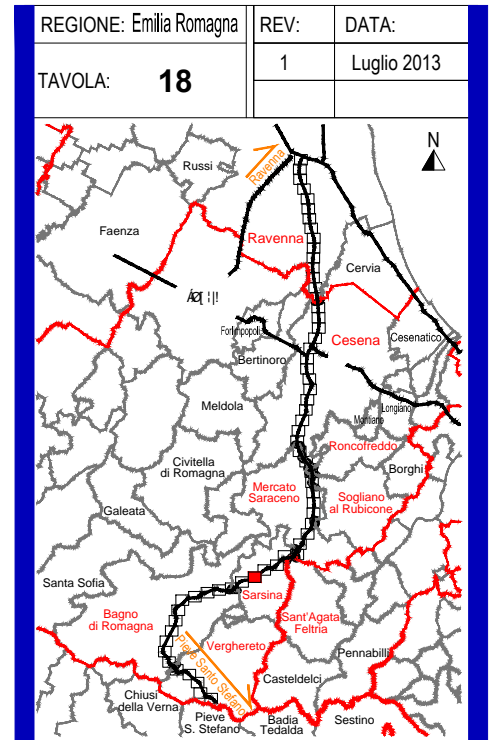 REGIONE: Emilia Romagna
REV:
DATA:
TAVOLA: 18
1
Luglio 2013
N
Russi
Ravenna
Faenza
Ravenna
Cervia
Forlimpopoli
Cesena
Cesenatico
Bertinoro
Meldola
Longiano
Montiano
Roncofreddo
Civitella
di Romagna
Borghi
Mercato
Saraceno
Sogliano
al Rubicone
Galeata
Santa Sofia
Sarsina
Bagno
di Romagna
Sant'Agata
Feltria
Verghereto
Pieve Santo Stefano
Pennabilli
Casteldelci
Chiusi
della Verna
Pieve
S. Stefano
Badia
Tedalda
Sestino